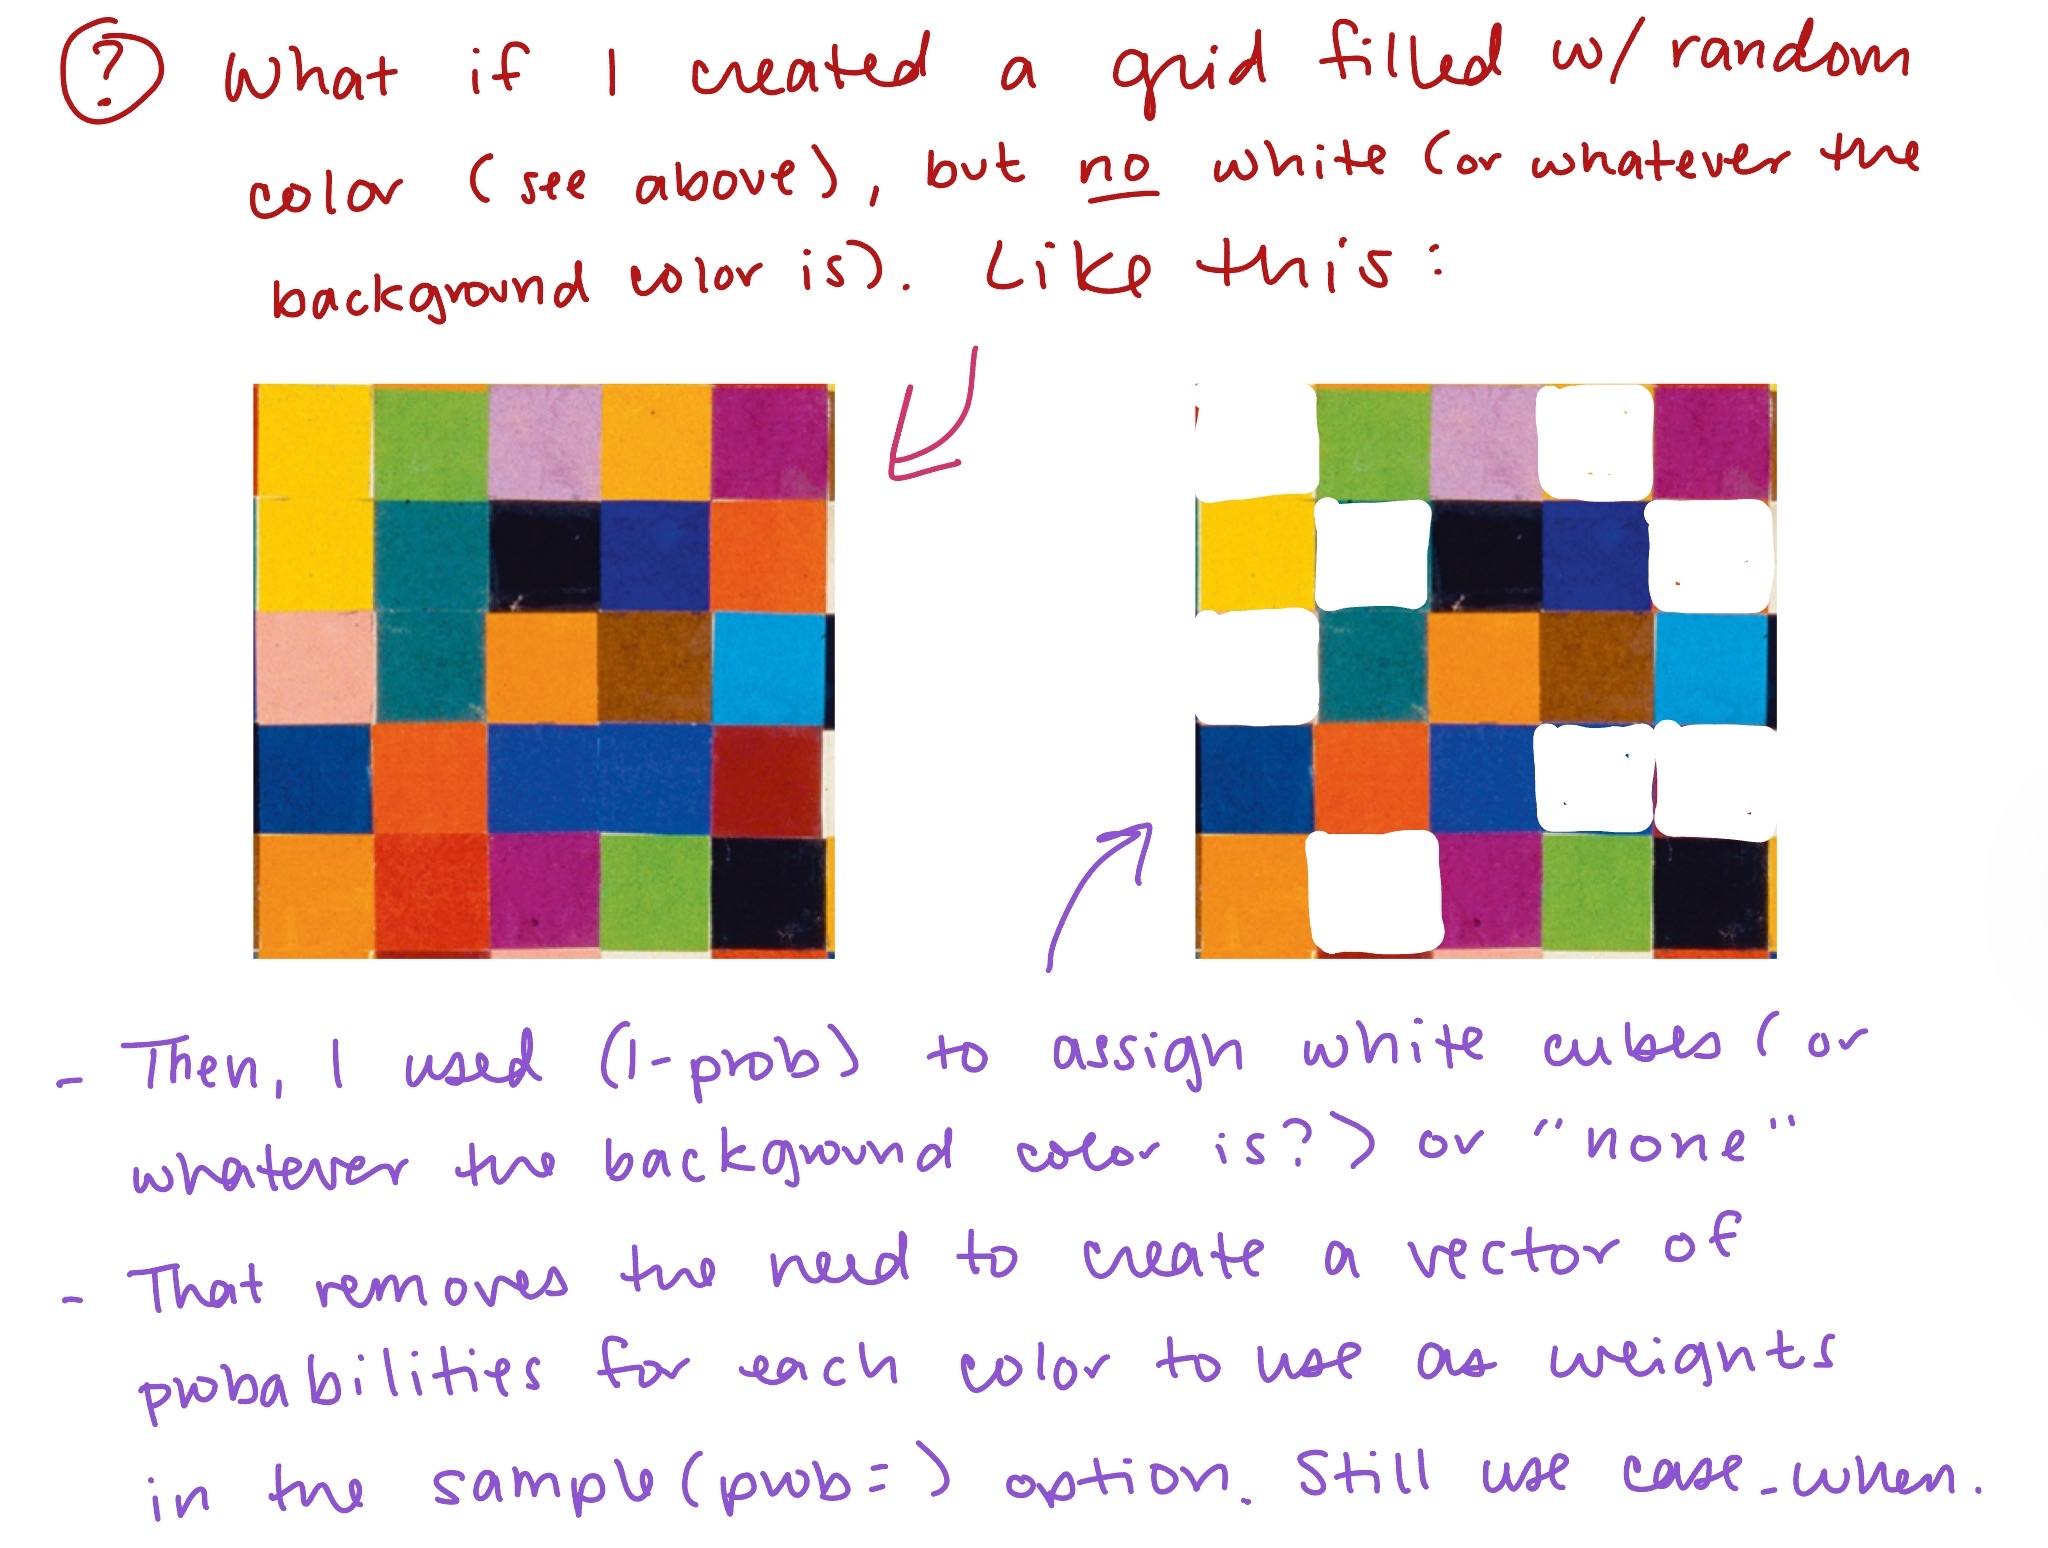 ? What if I created a grid filled w/ random
color (see above), but no white (or whatever the
background color is). Like this:
- Then, I used (1-prob) to assign white cubes (or
whatever the background color is?) or "none"
- That removes the need to create a vector of
probabilities for each color to use as weights
in the sample (prob= ) option. Still use case_when.